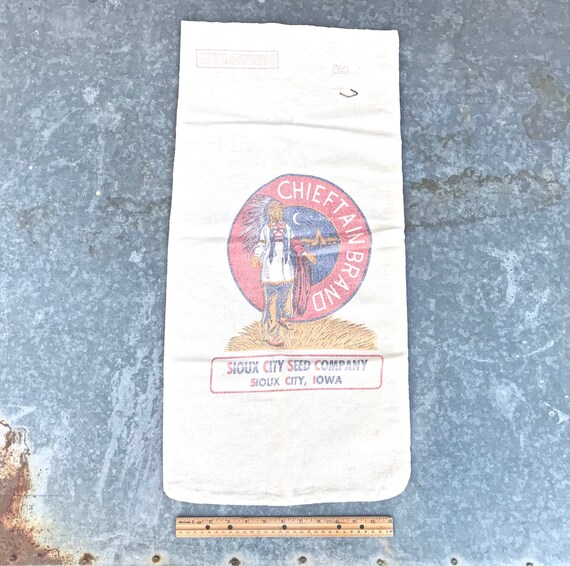 CHIEFTAIN BRAND
SIOUX CITY SEED COMPANY
SIOUX CITY, IOWA